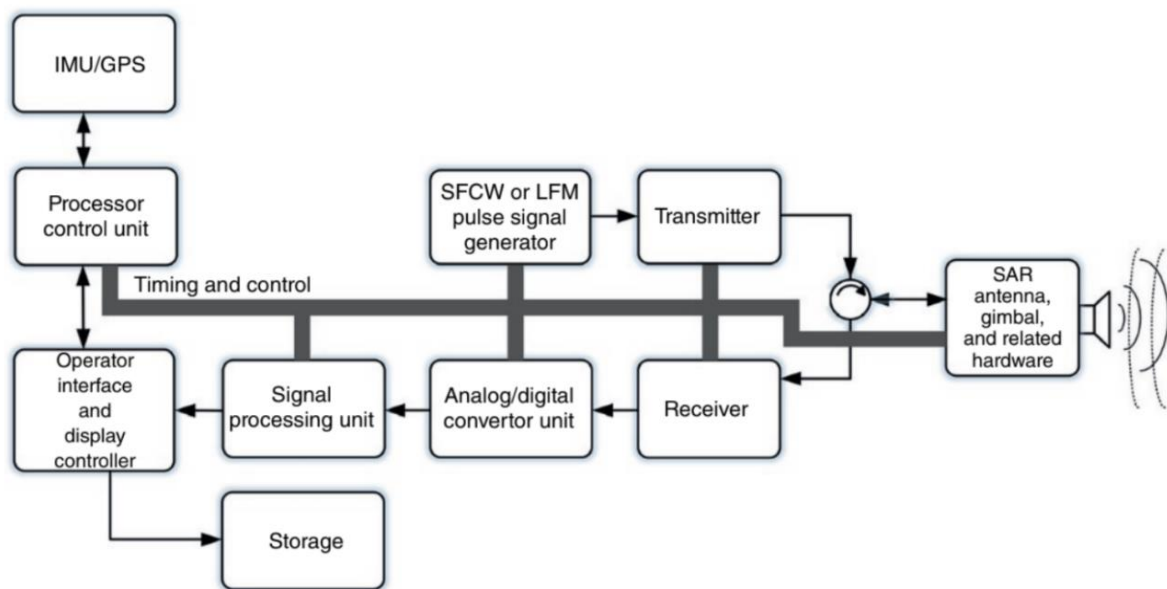 IMU/GPS
Processor
control unit
SFCW or LFM
pulse signal
generator
Transmitter
Timing and control
SAR
antenna,
gimbal,
and related
hardware
Operator
interface
and
display
controller
Signal
processing unit
Analog/digital
convertor unit
Receiver
Storage